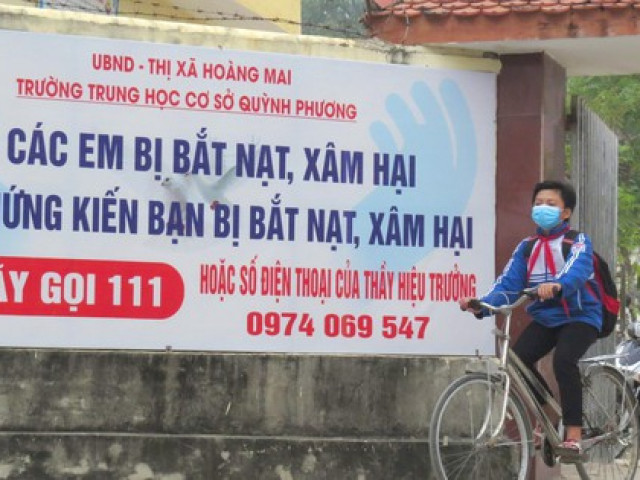 UBND - THỊ XÃ HOÀNG MAI
TRƯỜNG TRUNG HỌC CƠ SỞ QUỲNH PHƯƠNG
CÁC EM BỊ BẮT NẠT, XÂM HẠI
ỨNG KIẾN BẠN BỊ BẮT NẠT, XÂM HẠI
ÃY GỌI 111
HOẶC SỐ ĐIỆN THOẠI CỦA THẦY HIỆU TRƯỞNG
0974 069 547